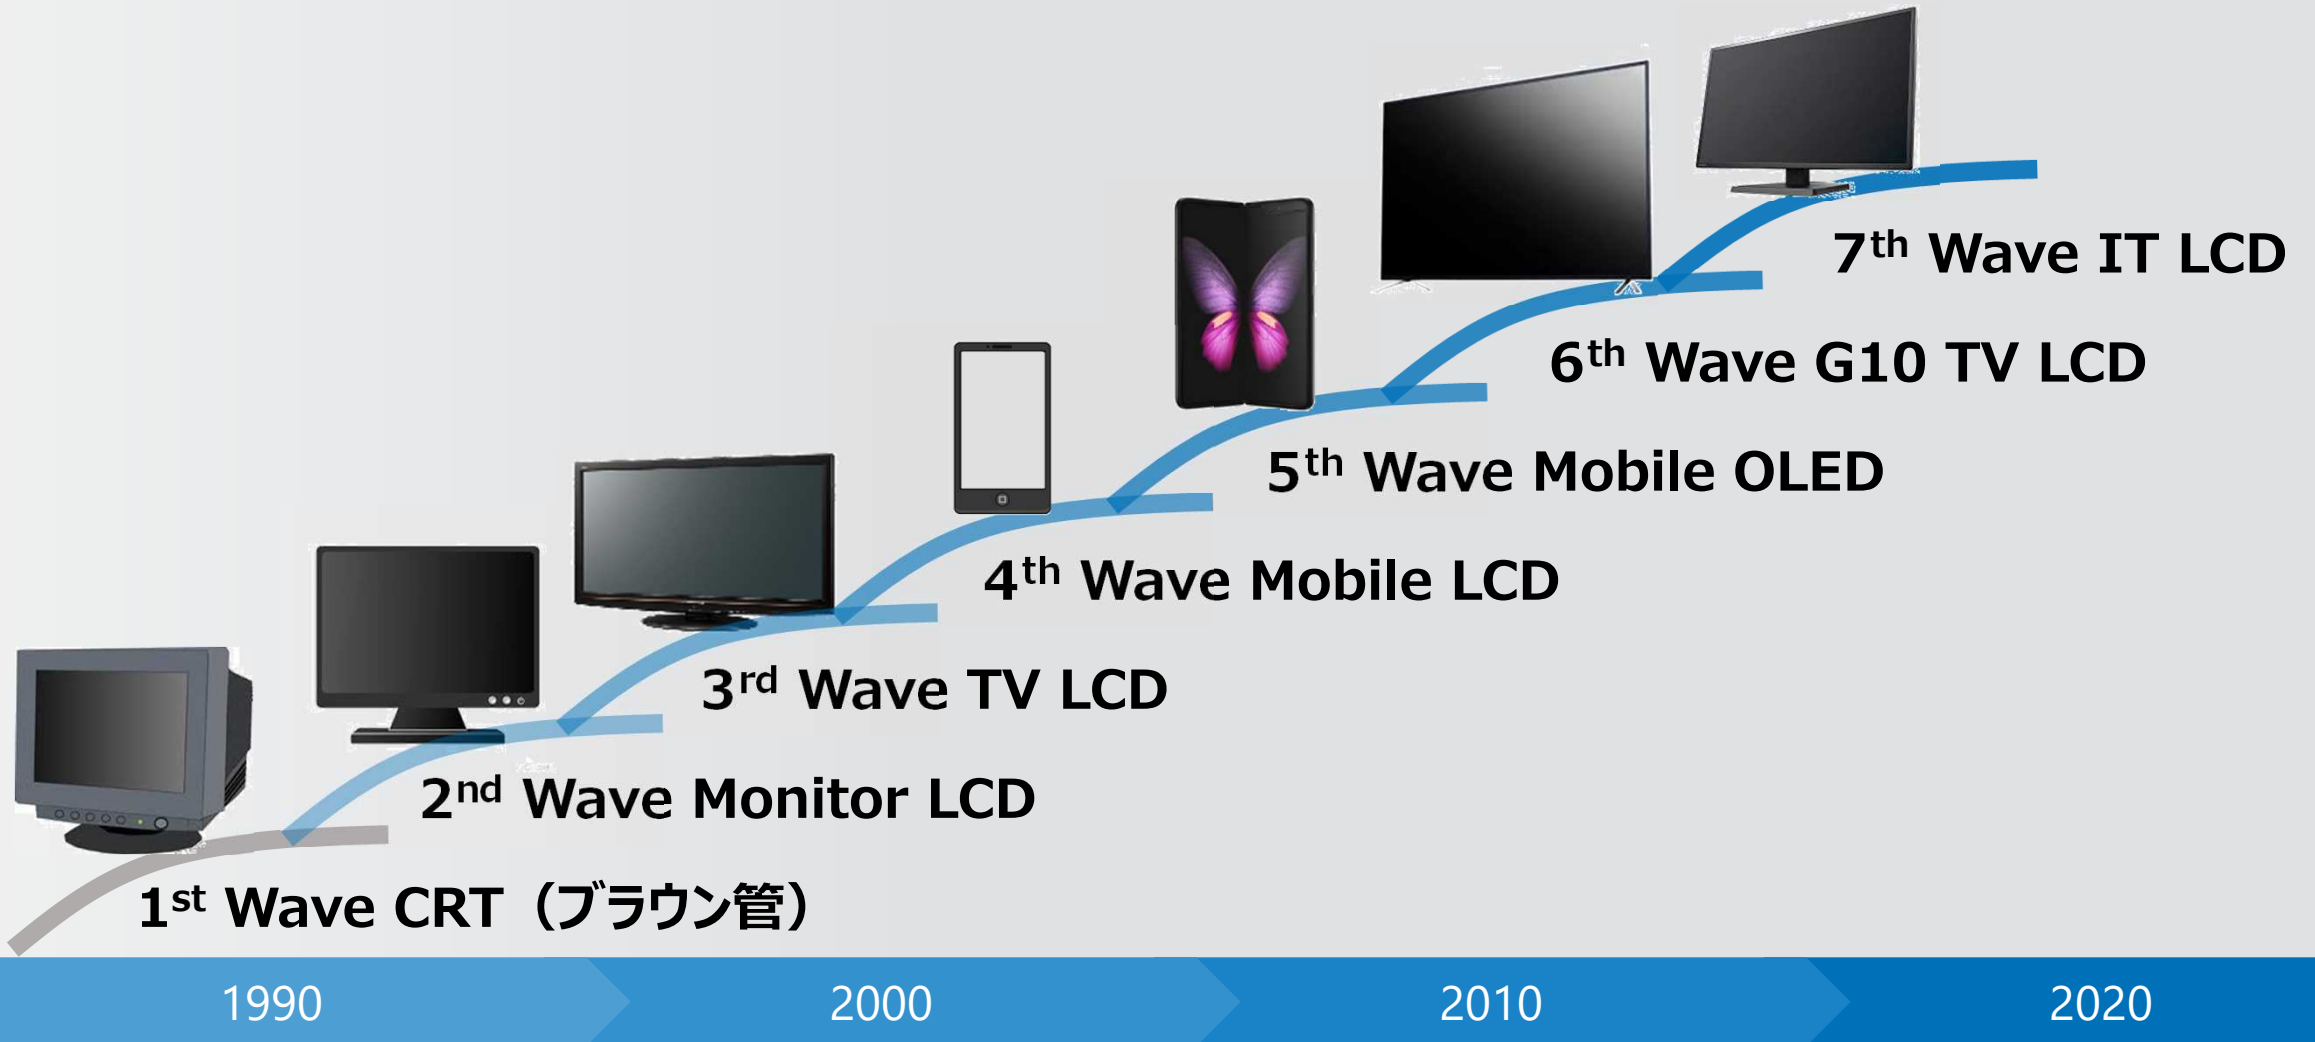 7th Wave IT LCD
6th Wave G10 TV LCD
5th Wave Mobile OLED
4th Wave Mobile LCD
3rd Wave TV LCD
2nd Wave Monitor LCD
1st Wave CRT（ブラウン管）
1990
2000
2010
2020